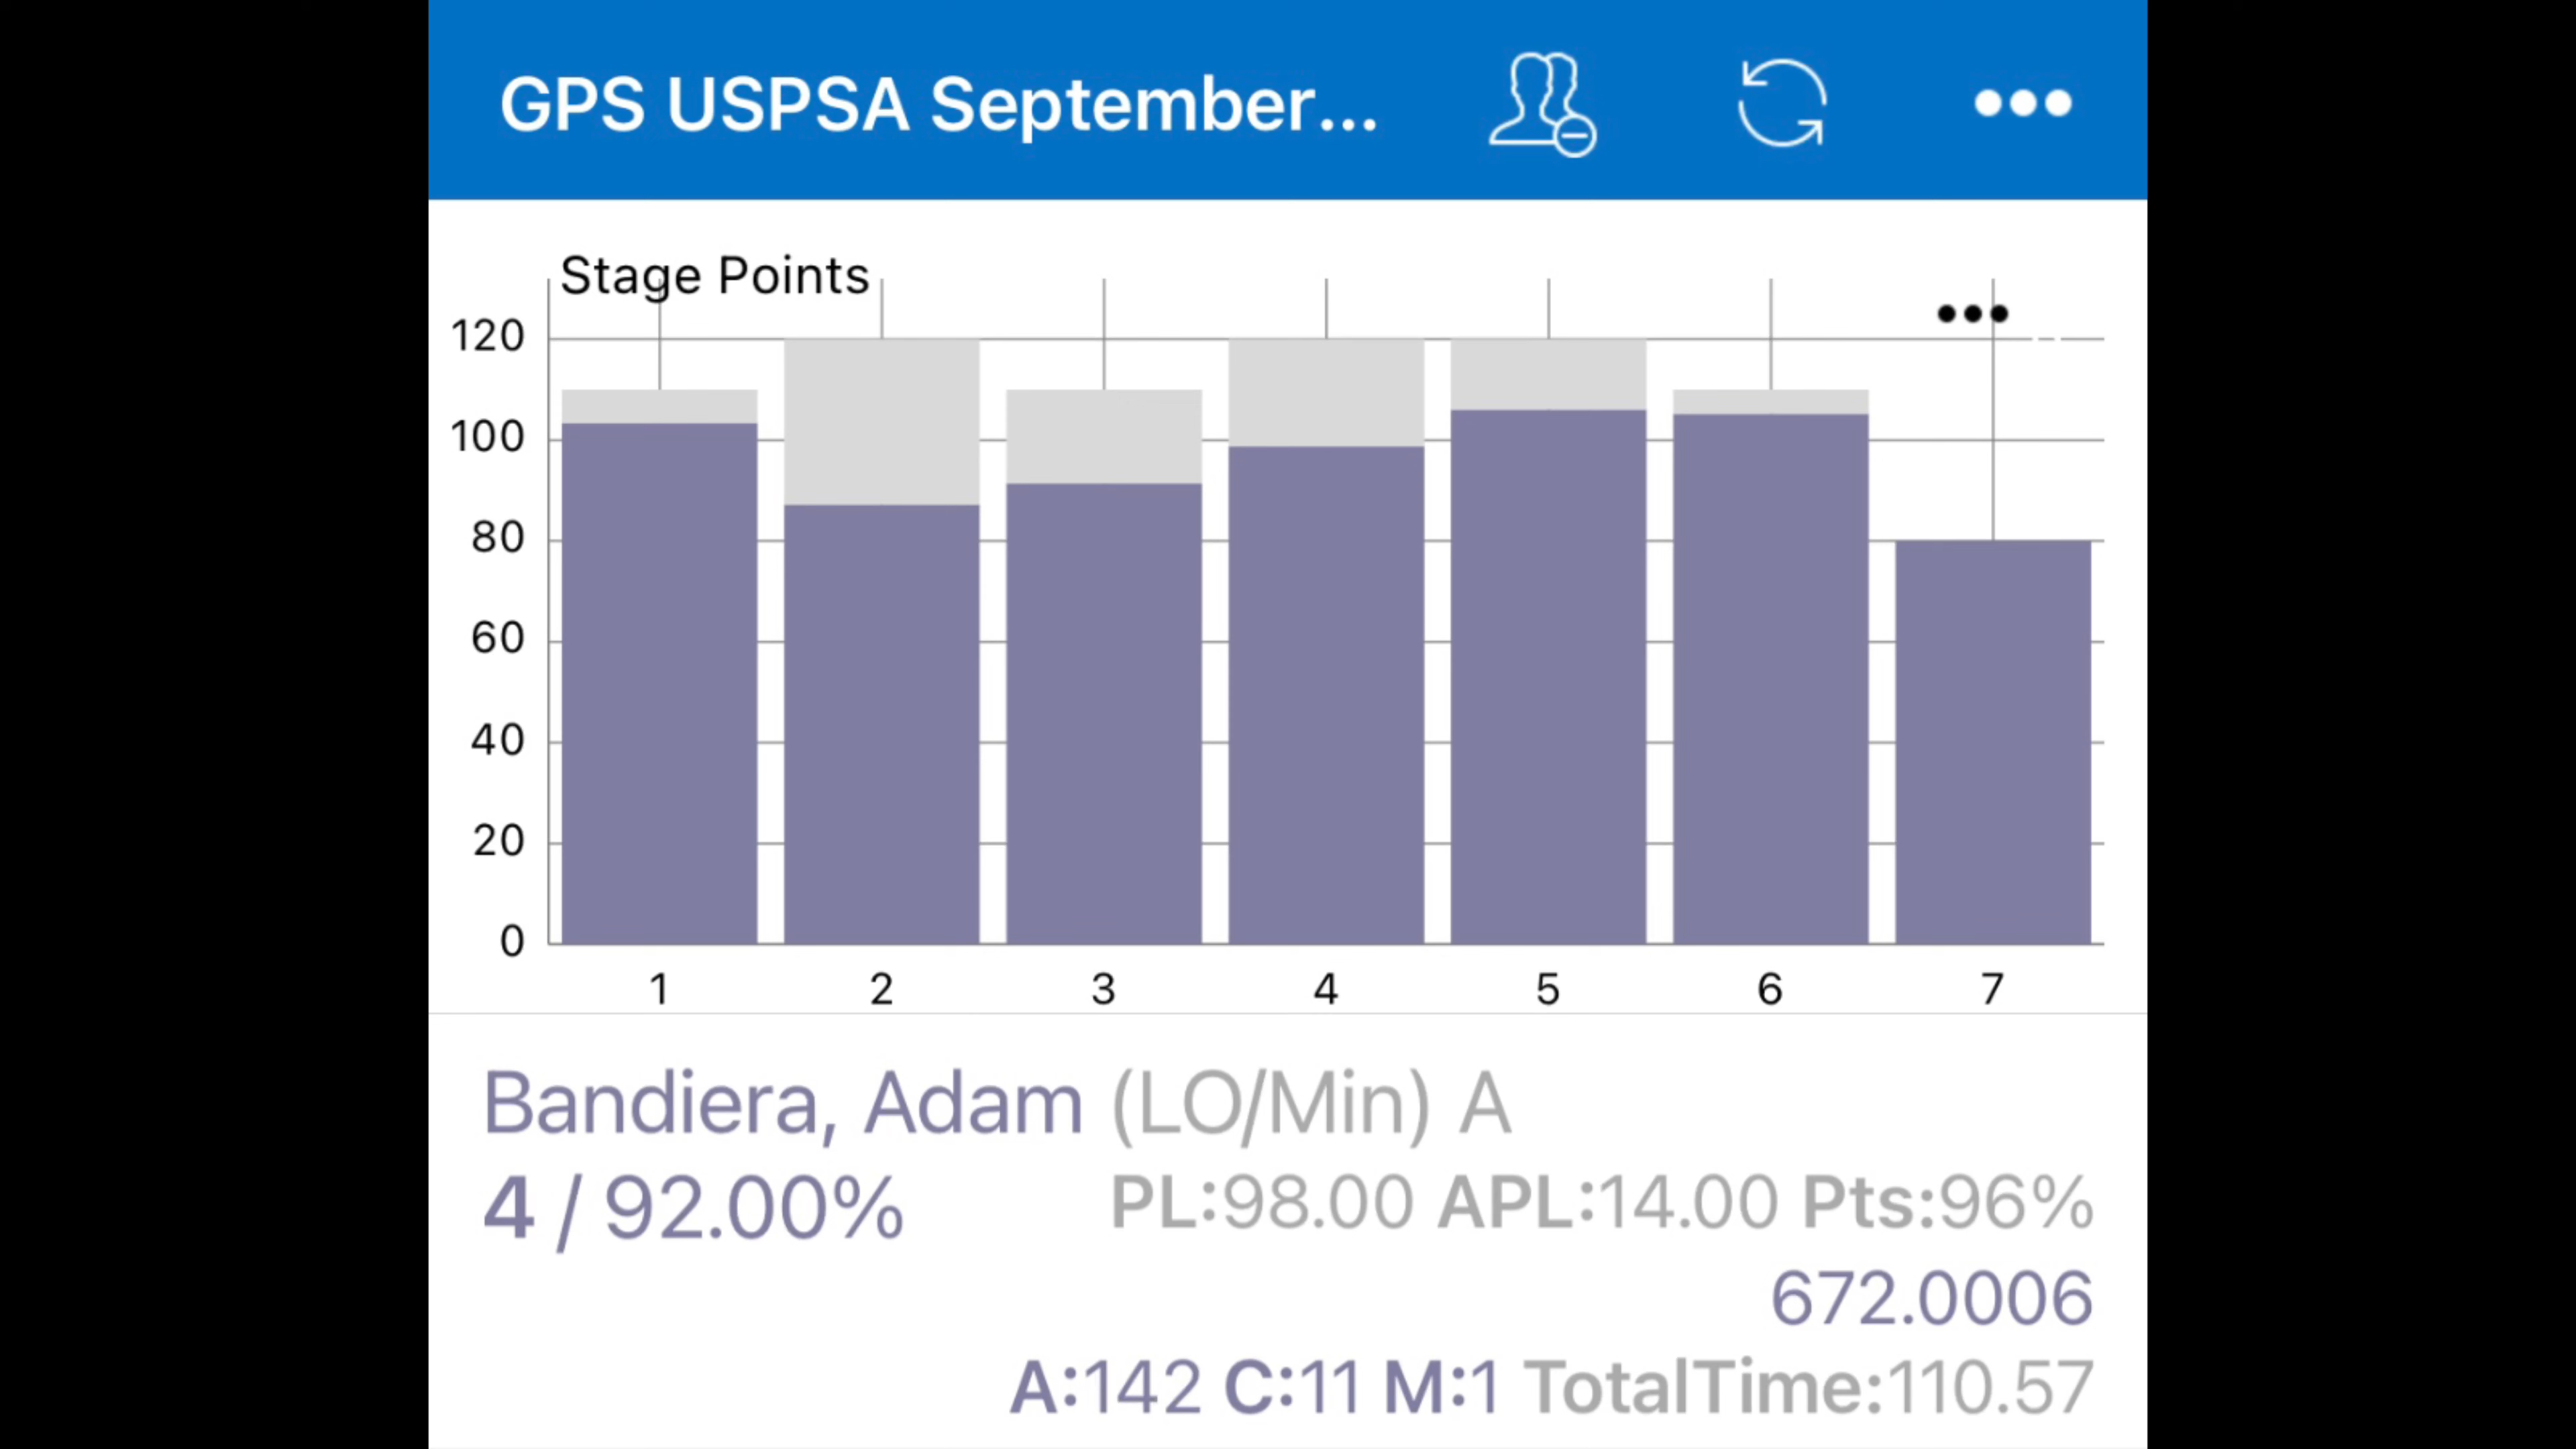 GPS USPSA September...
Stage Points
120
100
80
60
40
20
0
1 2 3 4 5 6 7
Bandiera, Adam (LO/Min) A
4 / 92.00% PL:98.00 APL:14.00 Pts:96%
672.0006
A:142 C:11 M:1 TotalTime:110.57